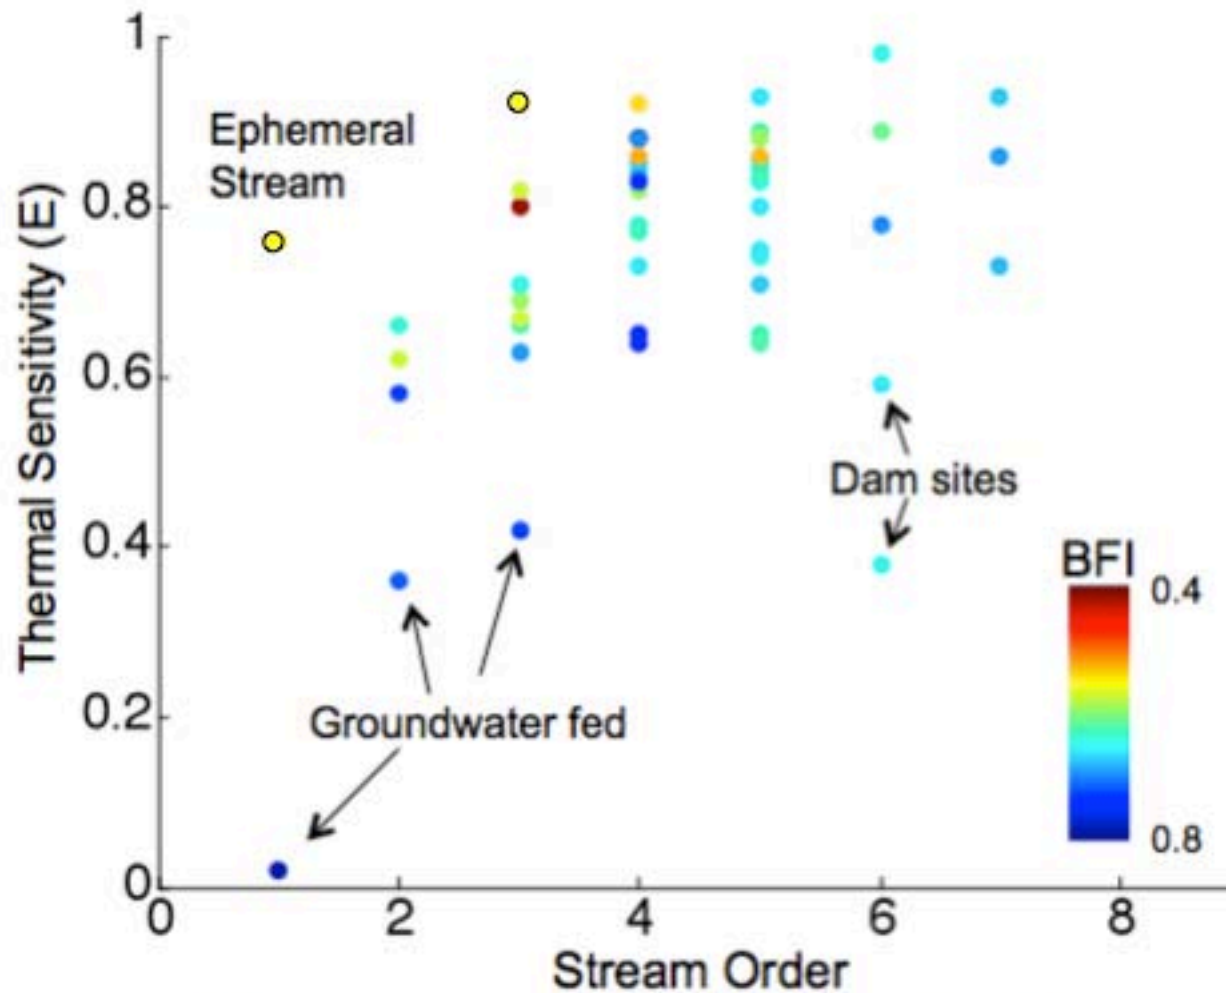 1
Ephemeral
Stream
0.8
0.6
0.4
0.2
0
Thermal Sensitivity (E)
Dam sites
Groundwater fed
BFI
0.4
0.8
0 2 4 6 8
Stream Order